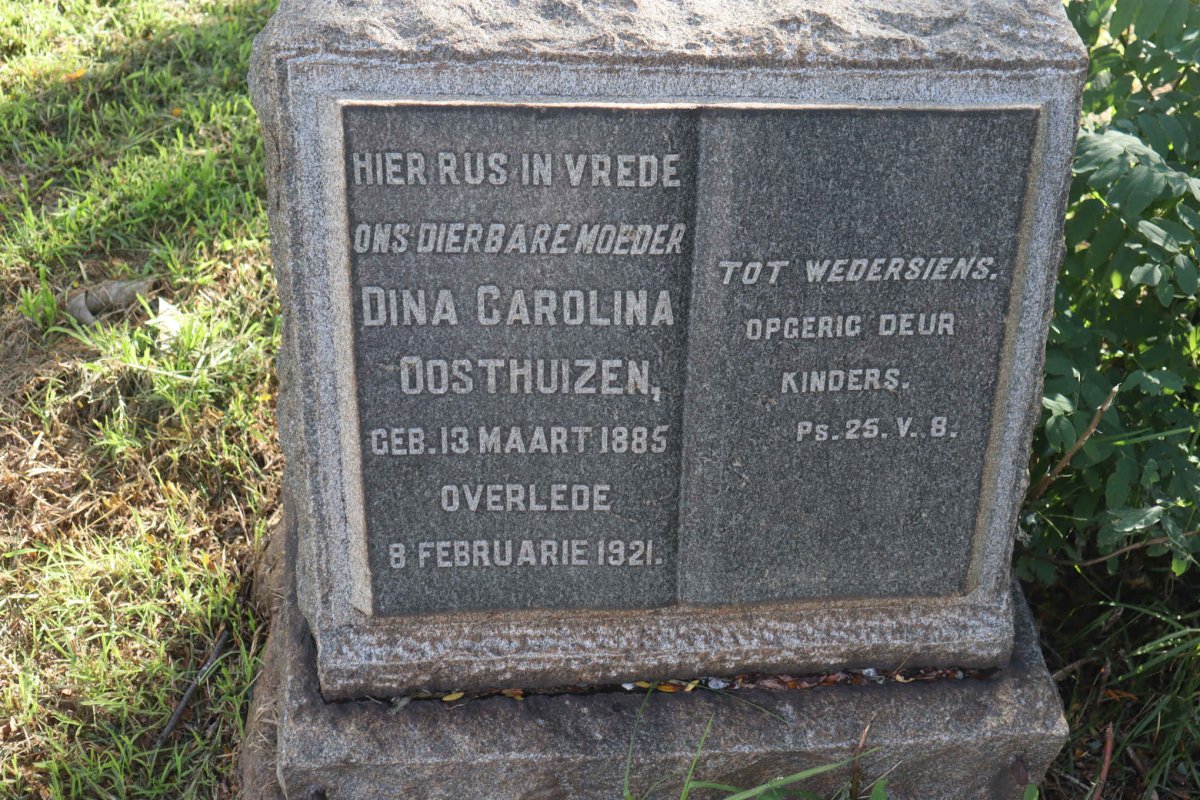 HIER RUS IN VREDE
ONS DIERBARE MOEDER
DINA CAROLINA
OOSTHUIZEN,
GEB. 13 MAART 1885
OVERLEDE
8 FEBRUARIE 1921.
TOT WEDERSIENS.
OPGERIG DEUR
KINDERS.
PS. 25. V. 8.